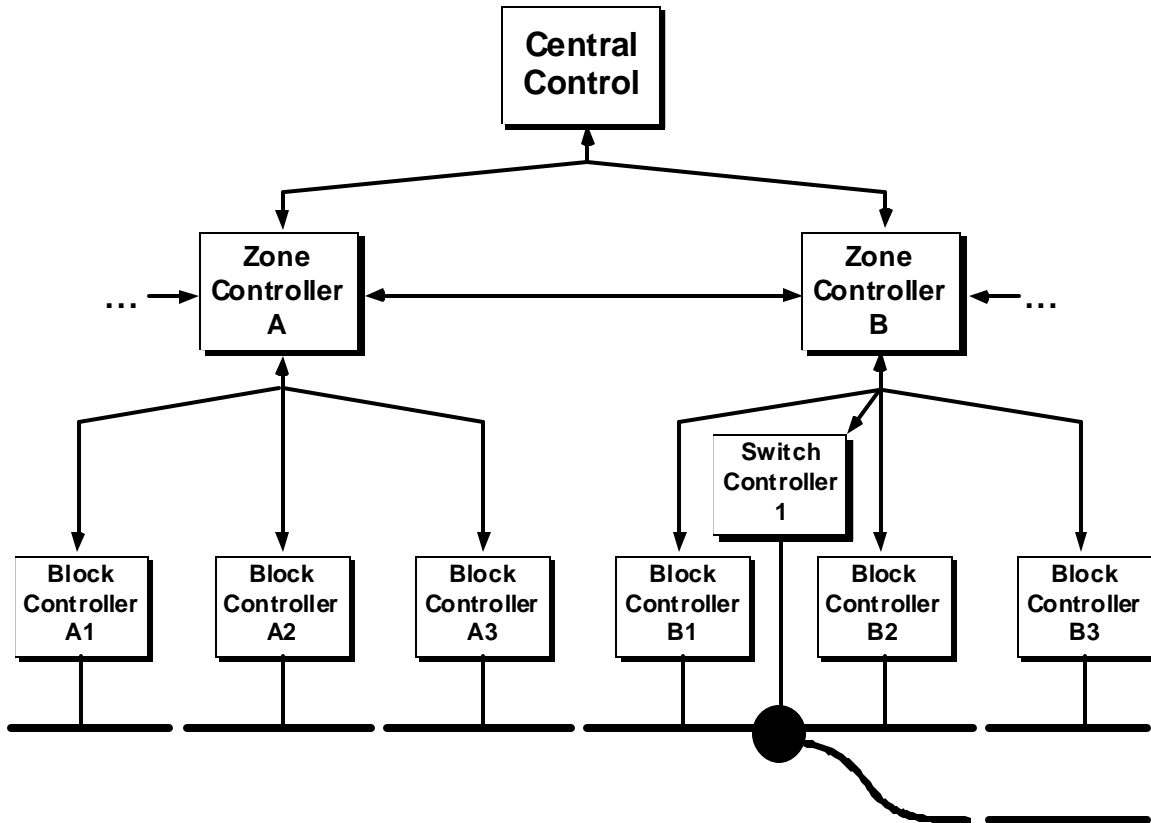 Central
Control
Zone
Controller
A
Zone
Controller
B
...
...
Switch
Controller
1
Block
Controller
A1
Block
Controller
A2
Block
Controller
A3
Block
Controller
B1
Block
Controller
B2
Block
Controller
B3